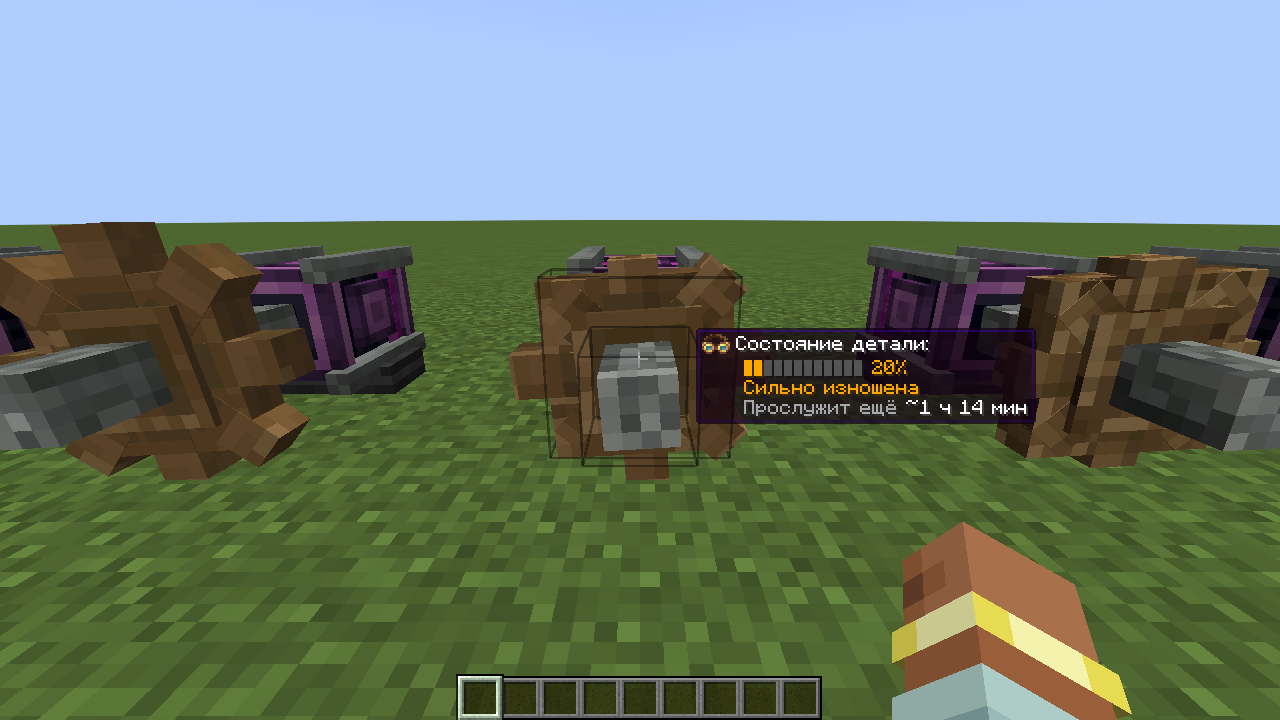 Состояние детали:
20%
Сильно изношена
Прослужит ещё ~1 ч 14 мин